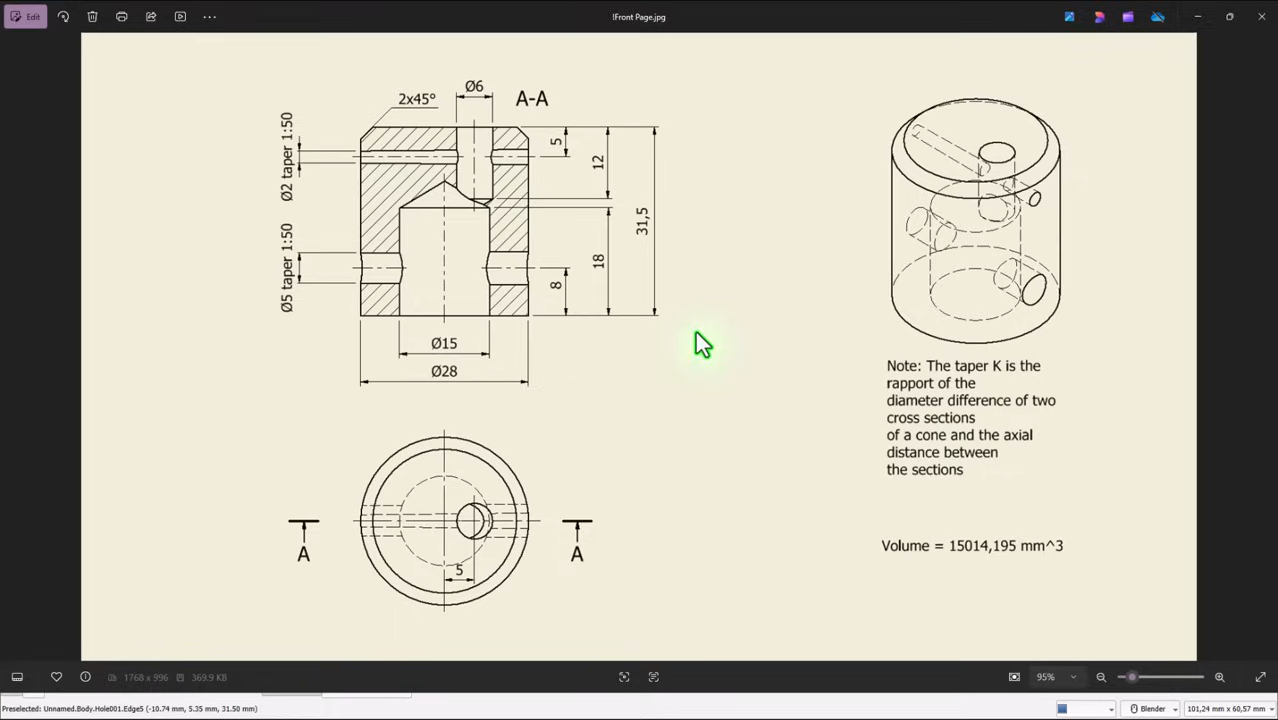 Edit
!Front Page.jpg
2x45°
Ø6
A-A
Ø2 taper 1:50
5
12
31,5
Ø5 taper 1:50
18
8
Ø15
Ø28
Note: The taper K is the
rapport of the
diameter difference of two
cross sections
of a cone and the axial
distance between
the sections
A
A
5
Volume = 15014,195 mm^3
1768 x 996
369.9 KB
95%
Preselected: Unnamed.Body.Hole001.Edge5 (-10.74 mm, 5.35 mm, 31.50 mm)
Blender
101,24 mm x 60,57 mm